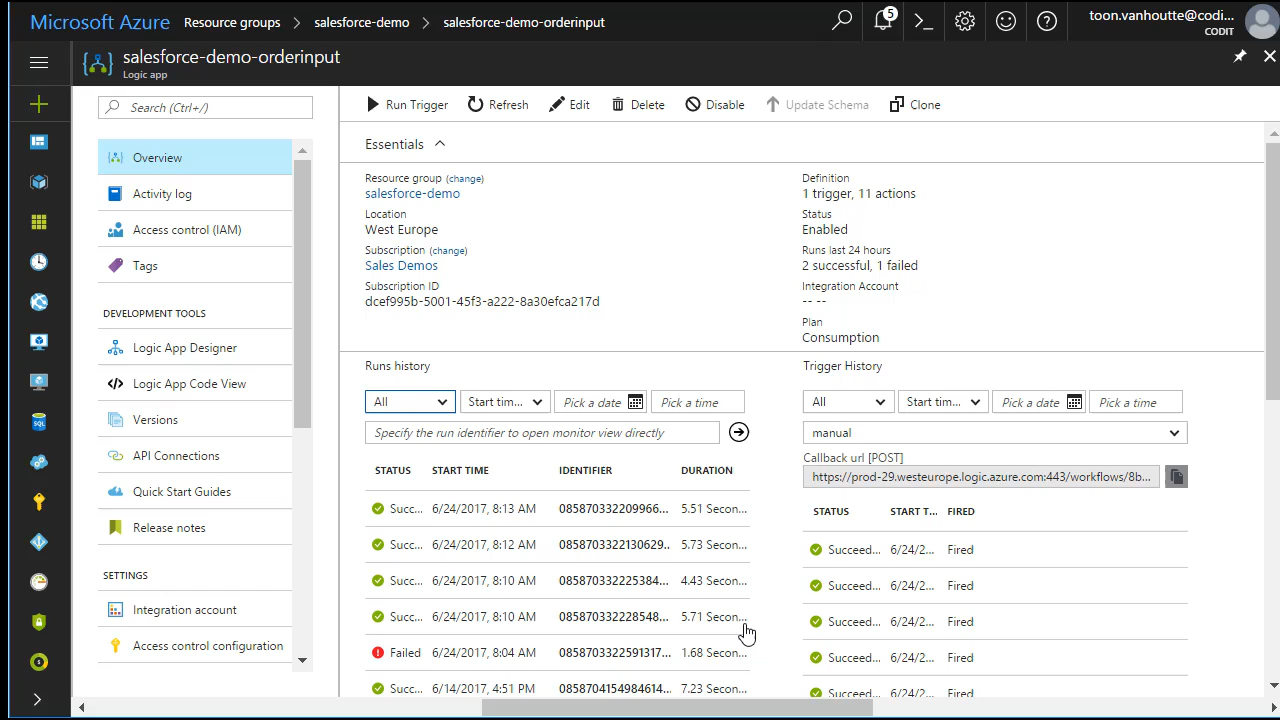 Microsoft Azure Resource groups salesforce-demo salesforce-demo-orderinput 5 toon.vanhoutte@codit... CODIT
salesforce-demo-orderinput
Logic app
Search (Ctrl+/)
Overview
Activity log
Access control (IAM)
Tags
DEVELOPMENT TOOLS
Logic App Designer
Logic App Code View
Versions
API Connections
Quick Start Guides
Release notes
SETTINGS
Integration account
Access control configuration
Run Trigger Refresh Edit Delete Disable Update Schema Clone
Essentials
Resource group (change)
salesforce-demo
Location
West Europe
Subscription (change)
Sales Demos
Subscription ID
dcef995b-5001-45f3-a222-8a30efca217d
Definition
1 trigger, 11 actions
Status
Enabled
Runs last 24 hours
2 successful, 1 failed
Integration Account
-- --
Plan
Consumption
Runs history
All Start tim... Pick a date Pick a time
Specify the run identifier to open monitor view directly
STATUS START TIME IDENTIFIER DURATION
Succ... 6/24/2017, 8:13 AM 085870332209966... 5.51 Secon...
Succ... 6/24/2017, 8:12 AM 0858703322130629... 5.73 Secon...
Succ... 6/24/2017, 8:10 AM 085870332225384... 4.43 Secon...
Succ... 6/24/2017, 8:10 AM 085870332228548... 5.71 Secon...
Failed 6/24/2017, 8:04 AM 0858703322591317... 1.68 Secon...
Succ... 6/14/2017, 4:51 PM 0858704154984614... 7.23 Secon...
Trigger History
All Start tim... Pick a date Pick a time
manual
Callback url [POST]
https://prod-29.westeurope.logic.azure.com:443/workflows/8b...
STATUS START T... FIRED
Succeed... 6/24/2... Fired
Succeed... 6/24/2... Fired
Succeed... 6/24/2... Fired
Succeed... 6/24/2... Fired
Succeed... 6/24/2... Fired